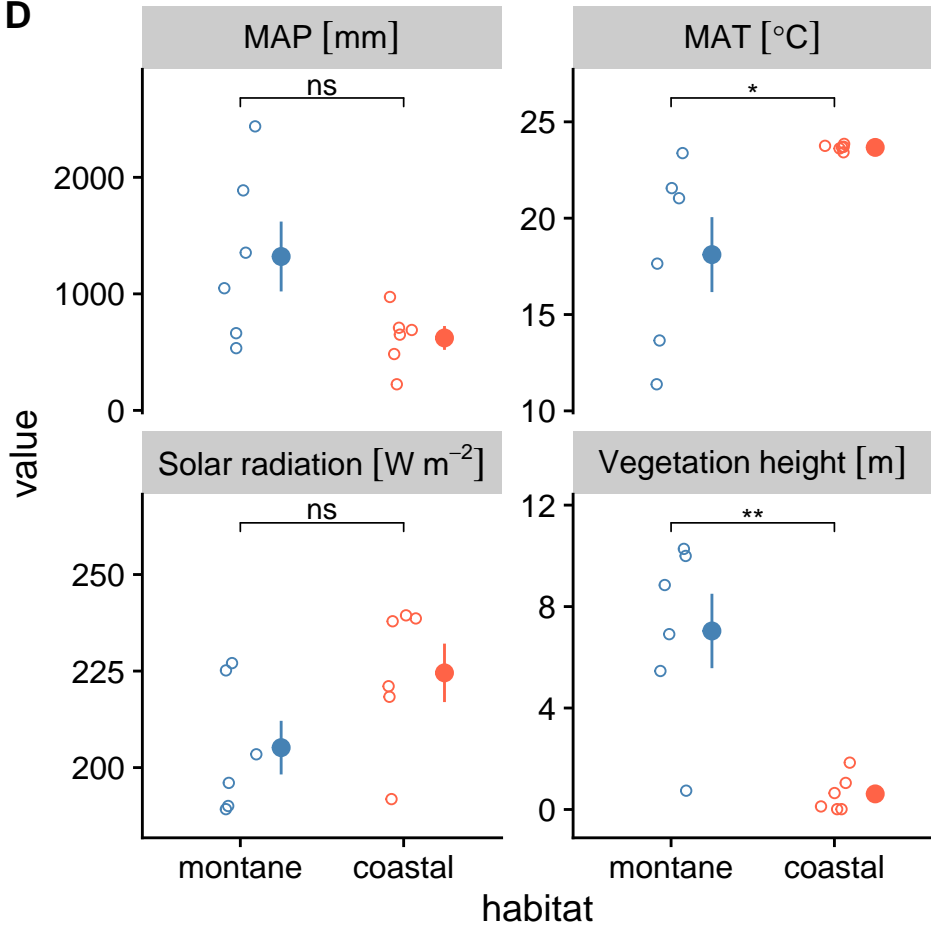 D
MAP [mm]
MAT [°C]
ns
*
2000
1000
0
25
20
15
10
value
Solar radiation [W m⁻²]
Vegetation height [m]
ns
**
250
225
200
12
8
4
0
montane coastal
montane coastal
habitat